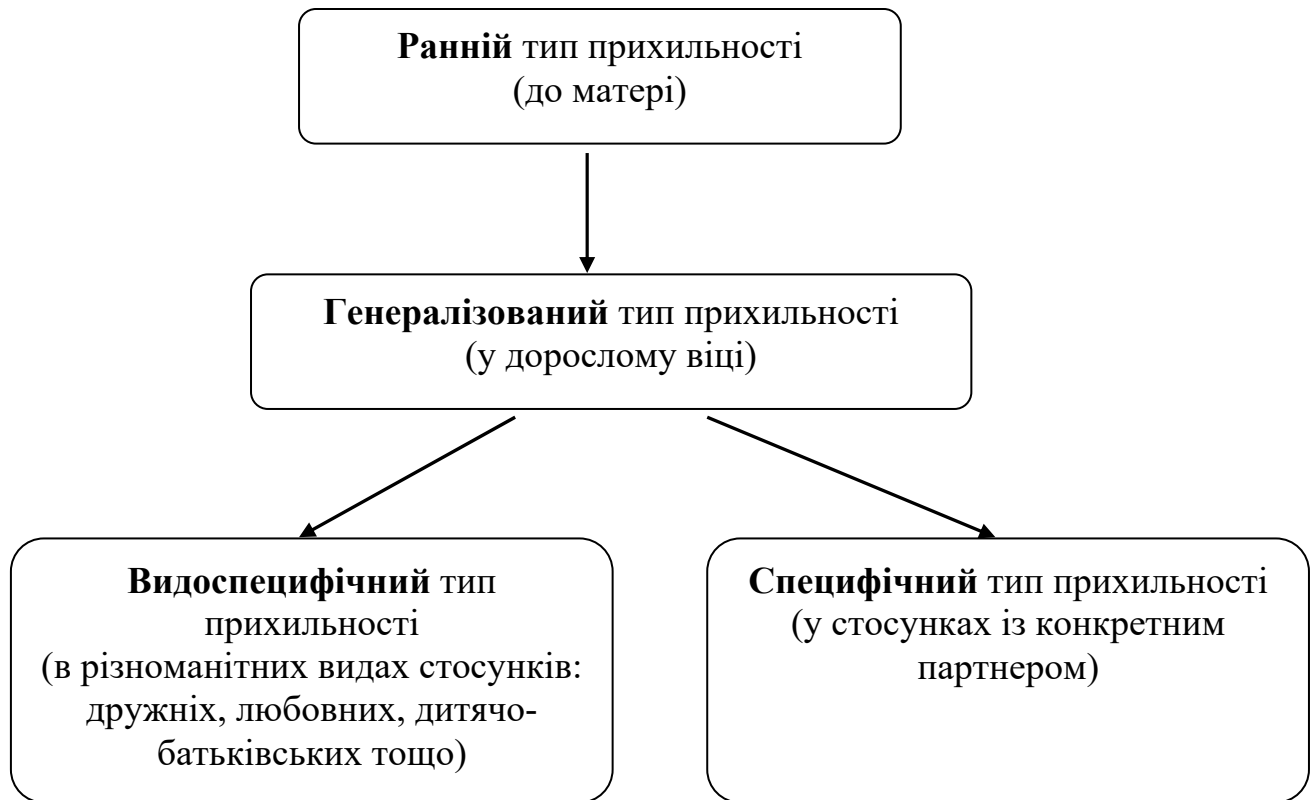 Ранній тип прихильності
(до матері)
Генералізований тип прихильності
(у дорослому віці)
Видоспецифічний тип
прихильності
(в різноманітних видах стосунків:
дружніх, любовних, дитячо-
батьківських тощо)
Специфічний тип прихильності
(у стосунках із конкретним
партнером)